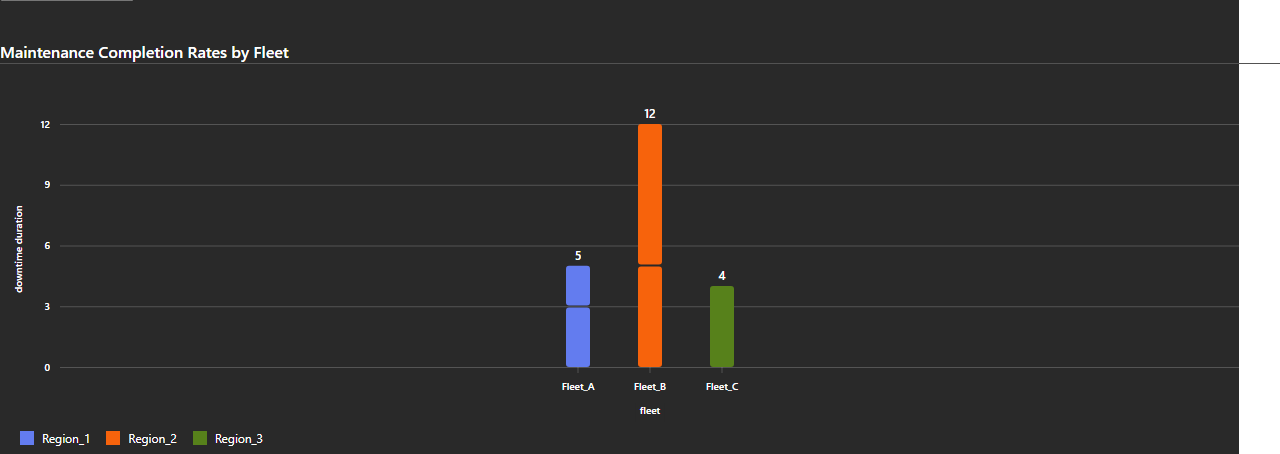 Maintenance Completion Rates by Fleet
12
12
9
6
5
4
3
0
downtime duration
Fleet_A
Fleet_B
Fleet_C
fleet
Region_1
Region_2
Region_3